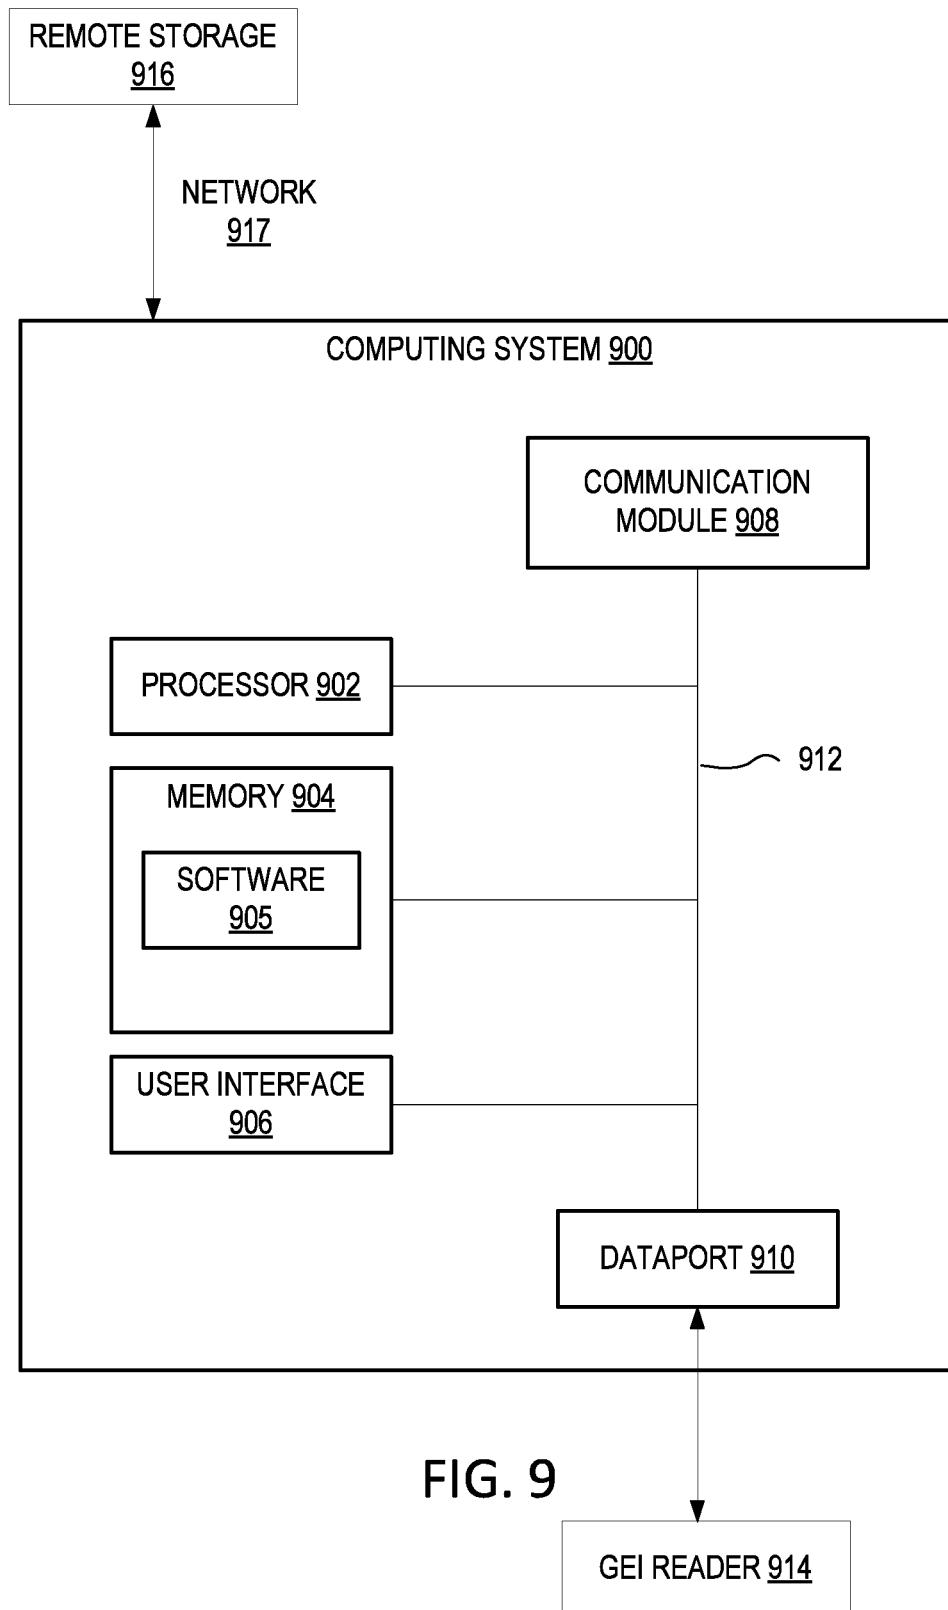 REMOTE STORAGE
916
NETWORK
917
COMPUTING SYSTEM 900
COMMUNICATION
MODULE 908
PROCESSOR 902
912
MEMORY 904
SOFTWARE
905
USER INTERFACE
906
DATAPORT 910
FIG. 9
GEI READER 914